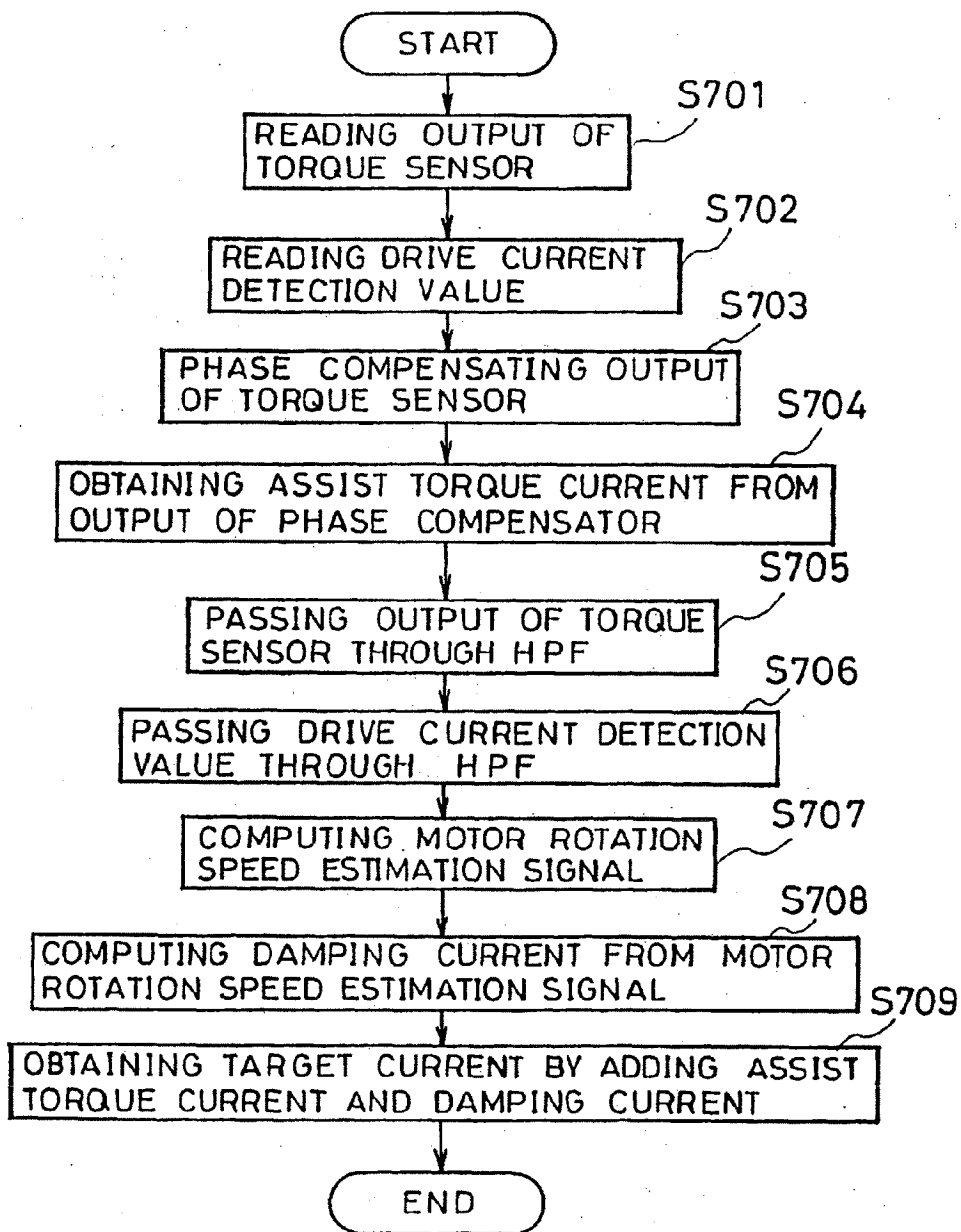 START
S701
READING OUTPUT OF
TORQUE SENSOR
S702
READING DRIVE CURRENT
DETECTION VALUE
S703
PHASE COMPENSATING OUTPUT
OF TORQUE SENSOR
S704
OBTAINING ASSIST TORQUE CURRENT FROM
OUTPUT OF PHASE COMPENSATOR
S705
PASSING OUTPUT OF TORQUE
SENSOR THROUGH HPF
S706
PASSING DRIVE CURRENT DETECTION
VALUE THROUGH HPF
S707
COMPUTING MOTOR ROTATION
SPEED ESTIMATION SIGNAL
S708
COMPUTING DAMPING CURRENT FROM MOTOR
ROTATION SPEED ESTIMATION SIGNAL
S709
OBTAINING TARGET CURRENT BY ADDING ASSIST
TORQUE CURRENT AND DAMPING CURRENT
END